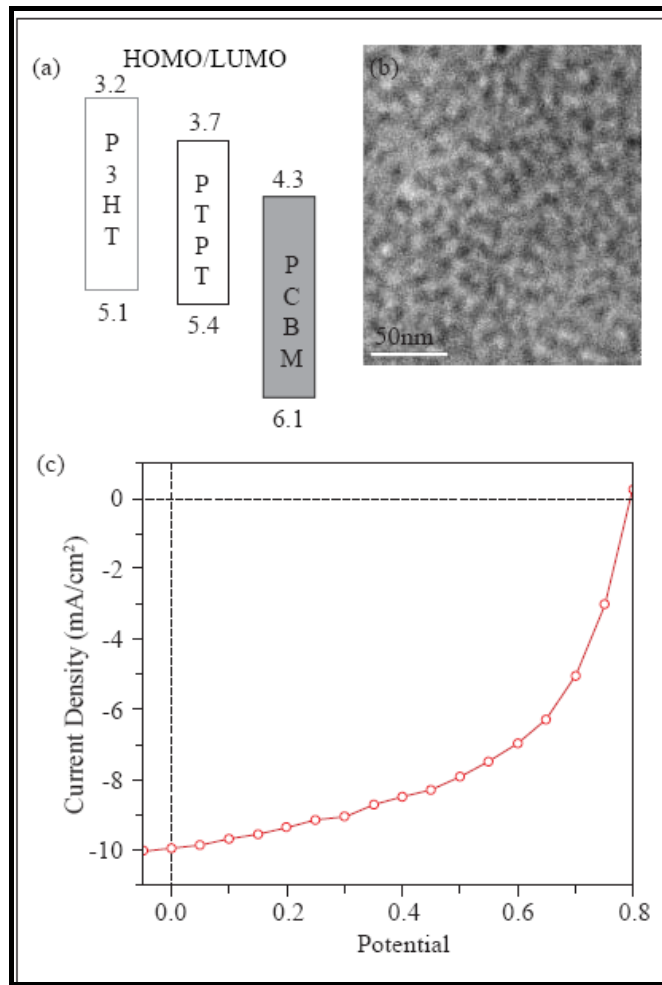 (a)
HOMO/LUMO
3.2
P
3
H
T
5.1
3.7
P
T
P
T
5.4
4.3
P
C
B
M
6.1
(b)
50nm
(c)
Current Density (mA/cm²)
0
-2
-4
-6
-8
-10
0.0 0.2 0.4 0.6 0.8
Potential